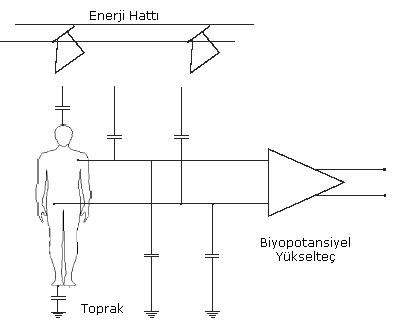 Enerji Hattı
Biyopotansiyel
Yükselteç
Toprak